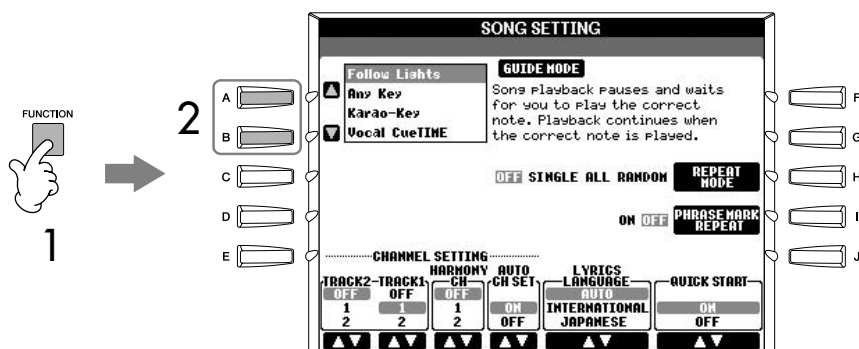 SONG SETTING
Follow Lights
Any Key
Karao-Key
Vocal CueTIME
GUIDE MODE
Song playback pauses and waits
for you to play the correct
note. Playback continues when
the correct note is played.
OFF SINGLE ALL RANDOM
REPEAT
MODE
ON OFF
PHRASE MARK
REPEAT
CHANNEL SETTING
TRACK2
OFF
1
2
TRACK1
OFF
1
2
HARMONY
CH
OFF
1
2
AUTO
CH SET
ON
OFF
LYRICS
LANGUAGE
AUTO
INTERNATIONAL
JAPANESE
QUICK START
ON
OFF
FUNCTION
1
2
A
B
C
D
E
F
G
H
I
J